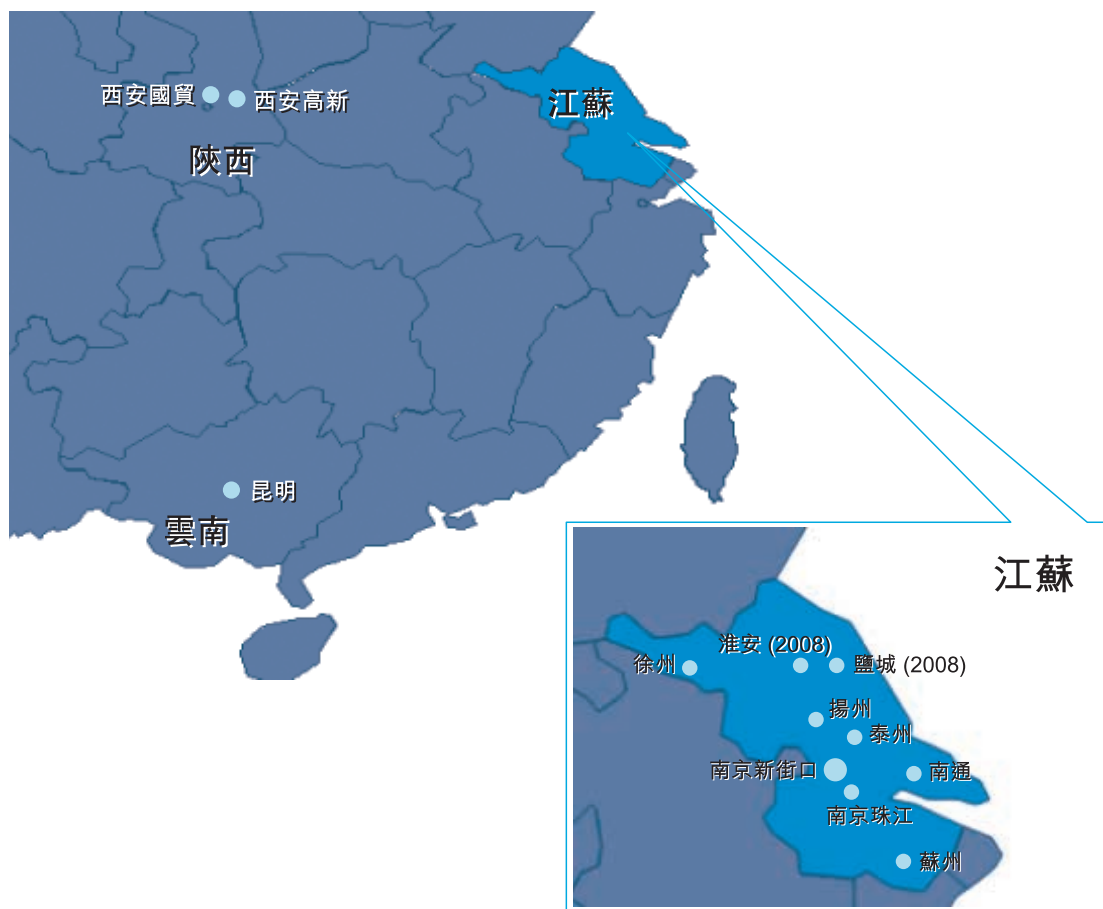 西安國貿
西安高新
陝西
江蘇
昆明
雲南
江蘇
淮安 (2008)
徐州
鹽城 (2008)
揚州
泰州
南京新街口
南通
南京珠江
蘇州